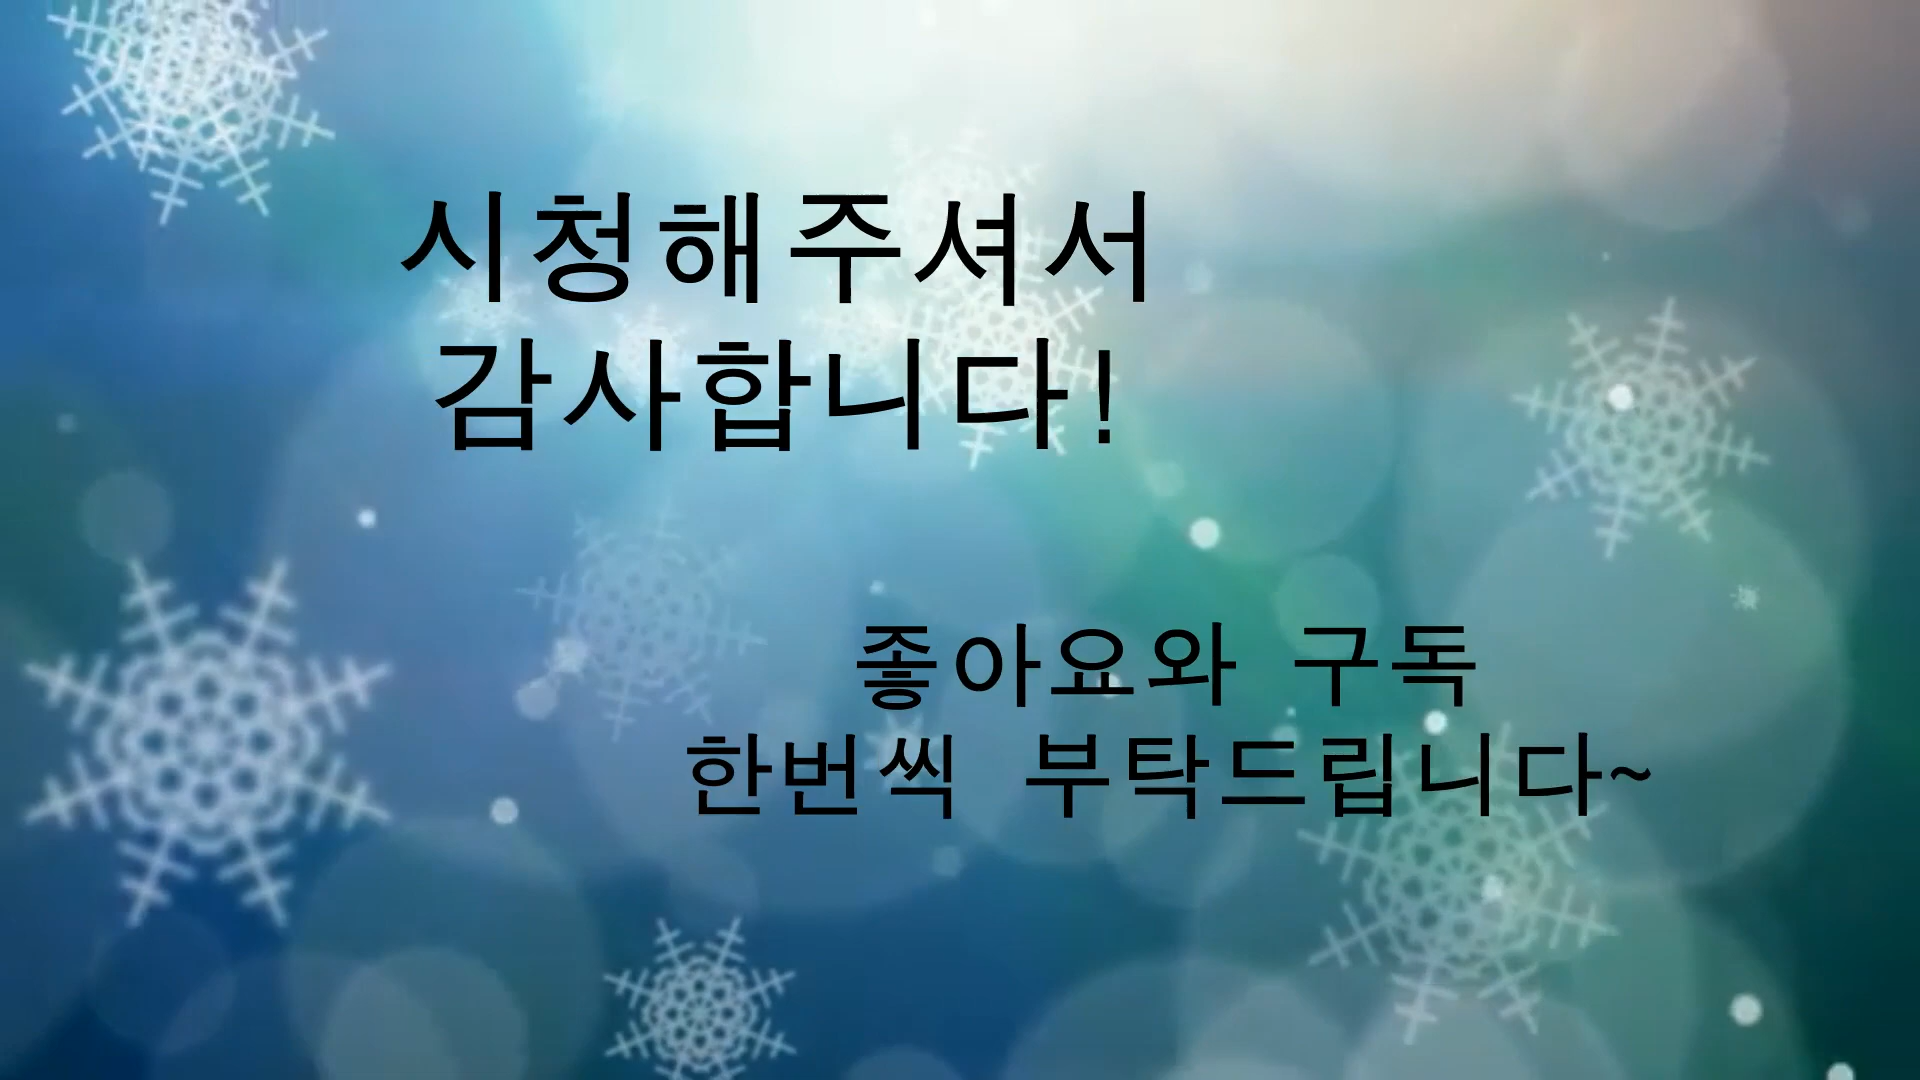 시청해주셔서
감사합니다!
좋아요와 구독
한번씩 부탁드립니다~